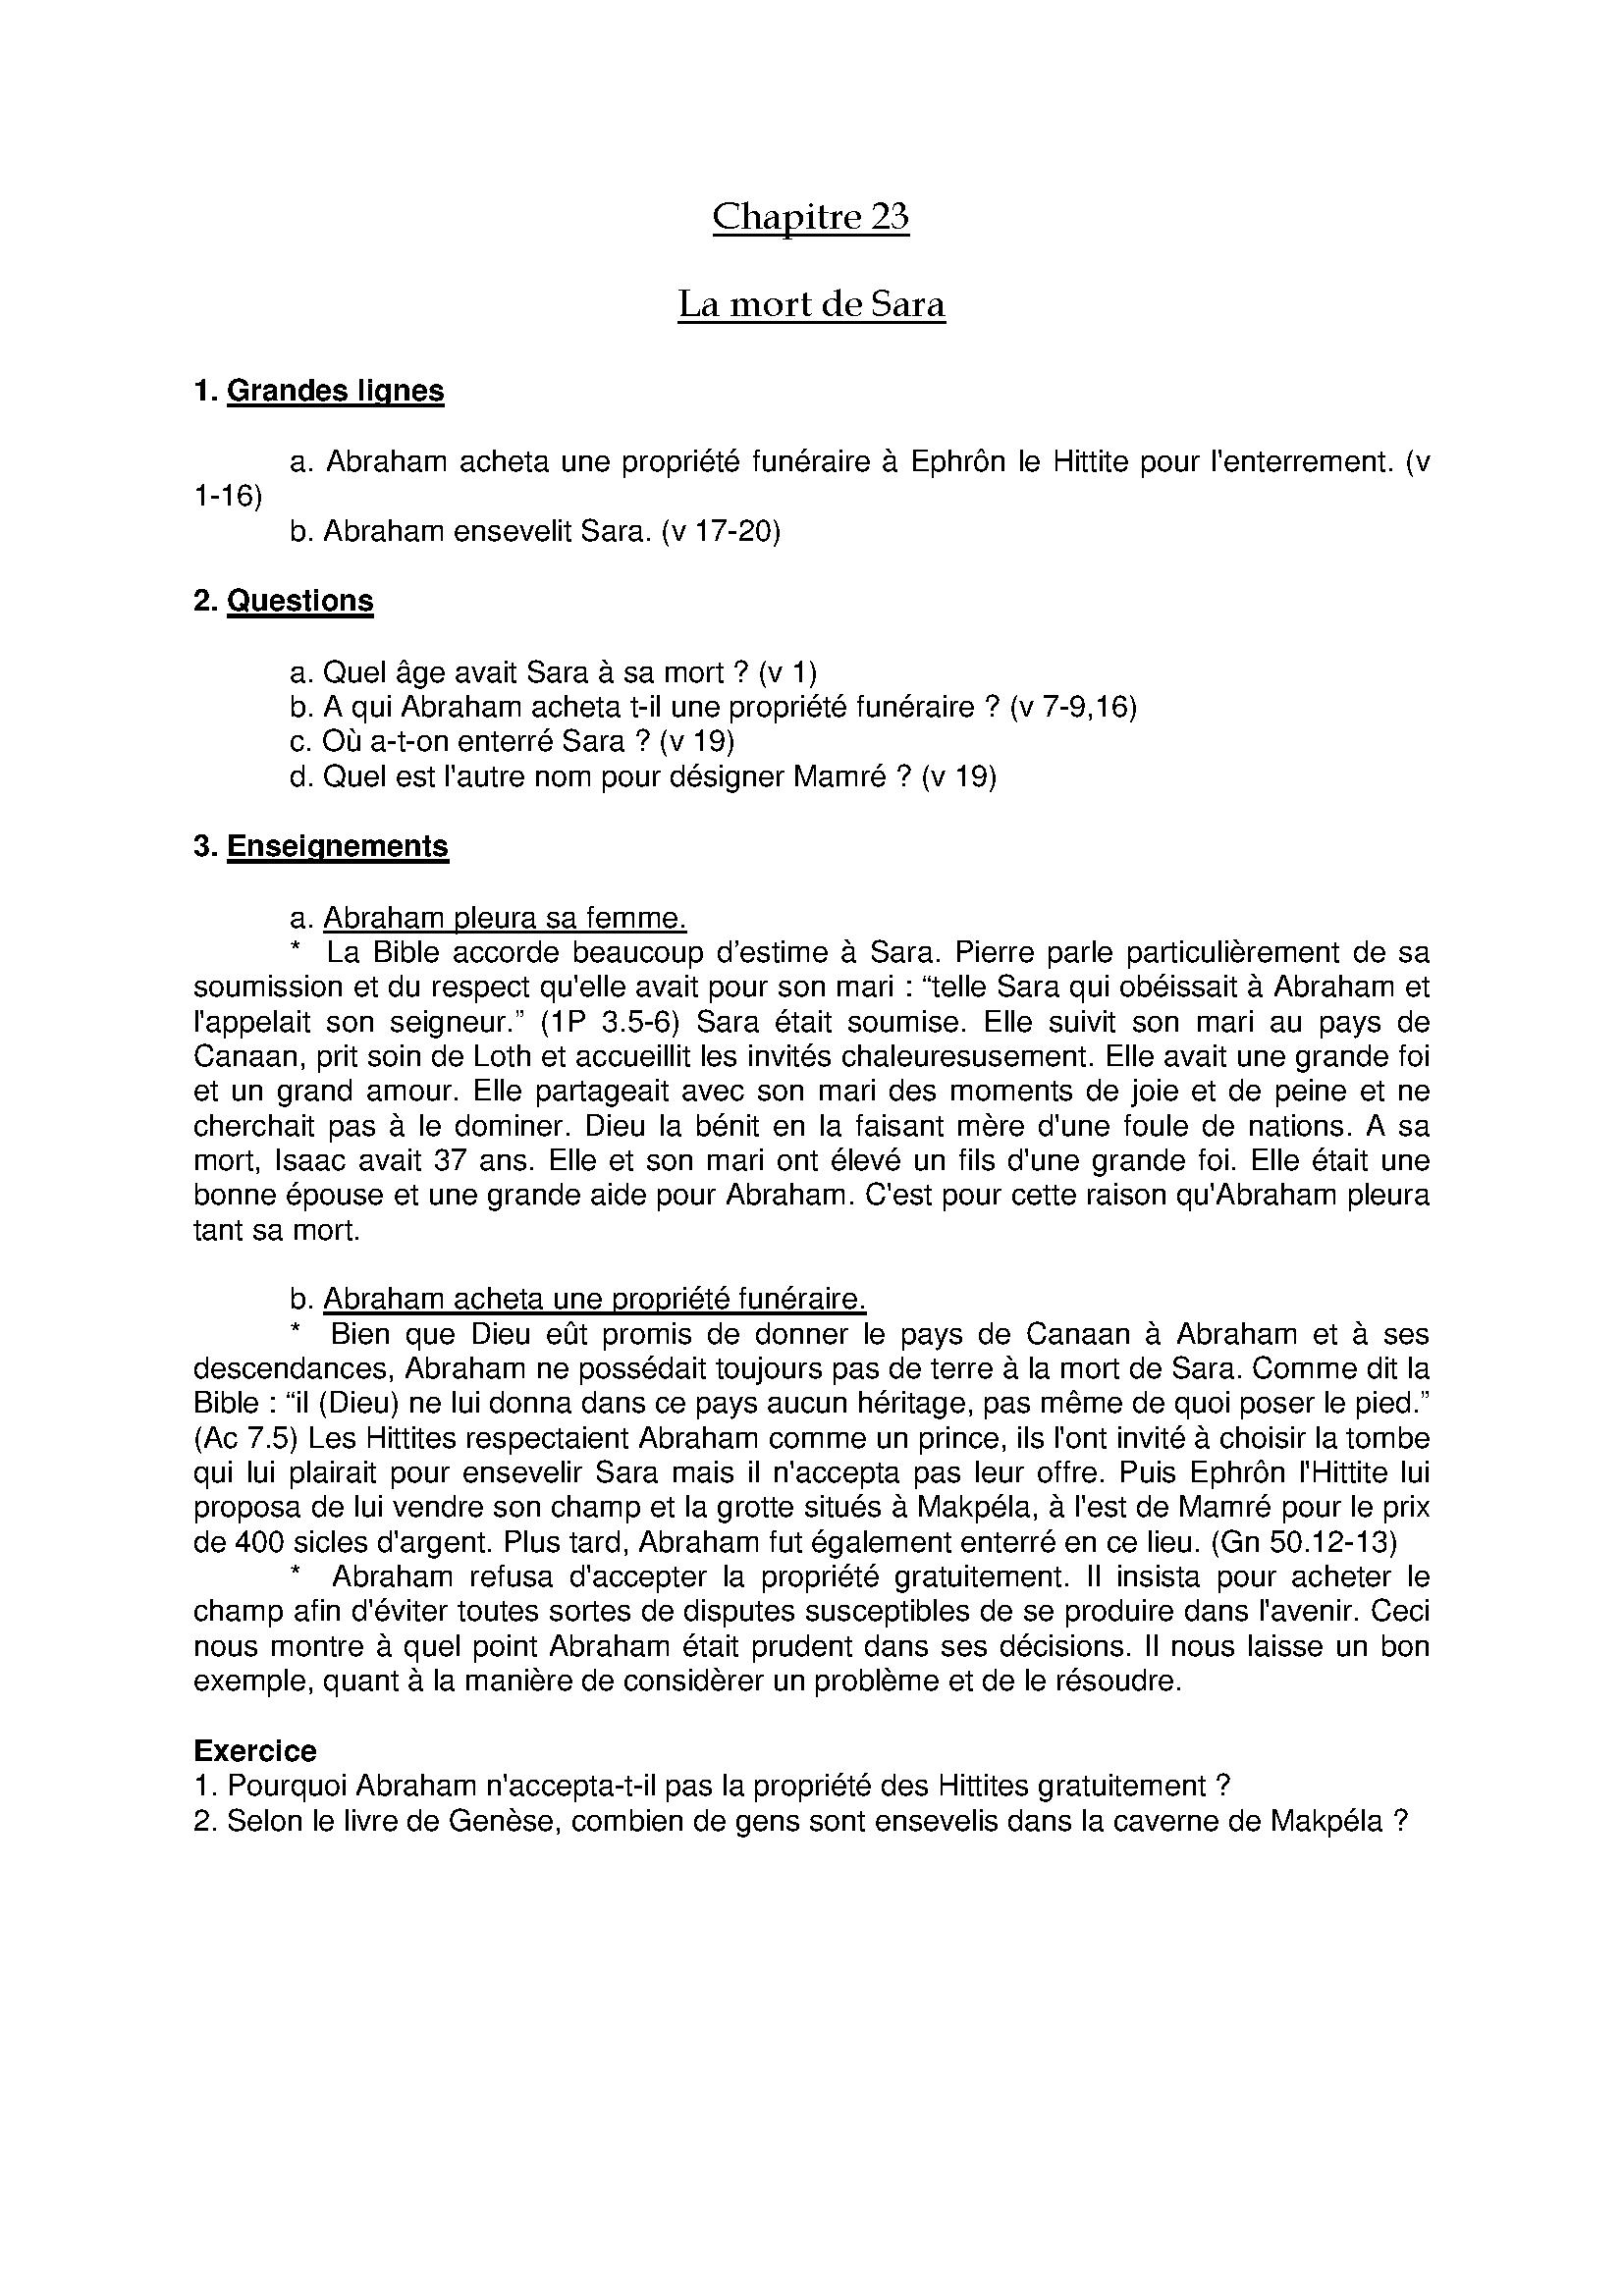 Chapitre 23
La mort de Sara
1. Grandes lignes
a. Abraham acheta une propriété funéraire à Ephrôn le Hittite pour l'enterrement. (v
1-16)
b. Abraham ensevelit Sara. (v 17-20)
2. Questions
a. Quel âge avait Sara à sa mort ? (v 1)
b. A qui Abraham acheta t-il une propriété funéraire ? (v 7-9,16)
c. Où a-t-on enterré Sara ? (v 19)
d. Quel est l'autre nom pour désigner Mamré ? (v 19)
3. Enseignements
a. Abraham pleura sa femme.
* La Bible accorde beaucoup d’estime à Sara. Pierre parle particulièrement de sa
soumission et du respect qu'elle avait pour son mari : “telle Sara qui obéissait à Abraham et
l'appelait son seigneur.” (1P 3.5-6) Sara était soumise. Elle suivit son mari au pays de
Canaan, prit soin de Loth et accueillit les invités chaleuresusement. Elle avait une grande foi
et un grand amour. Elle partageait avec son mari des moments de joie et de peine et ne
cherchait pas à le dominer. Dieu la bénit en la faisant mère d'une foule de nations. A sa
mort, Isaac avait 37 ans. Elle et son mari ont élevé un fils d'une grande foi. Elle était une
bonne épouse et une grande aide pour Abraham. C'est pour cette raison qu'Abraham pleura
tant sa mort.
b. Abraham acheta une propriété funéraire.
* Bien que Dieu eût promis de donner le pays de Canaan à Abraham et à ses
descendances, Abraham ne possédait toujours pas de terre à la mort de Sara. Comme dit la
Bible : “il (Dieu) ne lui donna dans ce pays aucun héritage, pas même de quoi poser le pied.”
(Ac 7.5) Les Hittites respectaient Abraham comme un prince, ils l'ont invité à choisir la tombe
qui lui plairait pour ensevelir Sara mais il n'accepta pas leur offre. Puis Ephrôn l'Hittite lui
proposa de lui vendre son champ et la grotte situés à Makpéla, à l'est de Mamré pour le prix
de 400 sicles d'argent. Plus tard, Abraham fut également enterré en ce lieu. (Gn 50.12-13)
* Abraham refusa d'accepter la propriété gratuitement. Il insista pour acheter le
champ afin d'éviter toutes sortes de disputes susceptibles de se produire dans l'avenir. Ceci
nous montre à quel point Abraham était prudent dans ses décisions. Il nous laisse un bon
exemple, quant à la manière de considèrer un problème et de le résoudre.
Exercice
1. Pourquoi Abraham n'accepta-t-il pas la propriété des Hittites gratuitement ?
2. Selon le livre de Genèse, combien de gens sont ensevelis dans la caverne de Makpéla ?